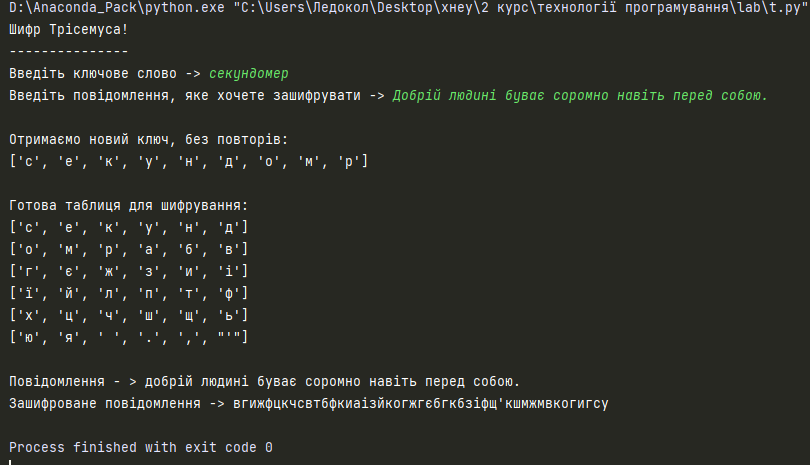 D:\Anaconda_Pack\python.exe "C:\Users\Ледокол\Desktop\хнеу\2 курс\технології програмування\lab\t.py"
Шифр Трісемуса!
---------------
Введіть ключове слово -> секундомер
Введіть повідомлення, яке хочете зашифрувати -> Добрій людині буває соромно навіть перед собою.
Отримаємо новий ключ, без повторів:
['с', 'е', 'к', 'у', 'н', 'д', 'о', 'м', 'р']
Готова таблиця для шифрування:
['с', 'е', 'к', 'у', 'н', 'д']
['о', 'м', 'р', 'а', 'б', 'в']
['г', 'є', 'ж', 'з', 'и', 'і']
['ї', 'й', 'л', 'п', 'т', 'ф']
['х', 'ц', 'ч', 'ш', 'щ', 'ь']
['ю', 'я', ' ', '.', ',', "'"]
Повідомлення - > добрій людині буває соромно навіть перед собою.
Зашифроване повідомлення -> вгижфцкчсвтбфкиаізйкогжгєбгкбзіфщ'кшмжмвкогигсу
Process finished with exit code 0